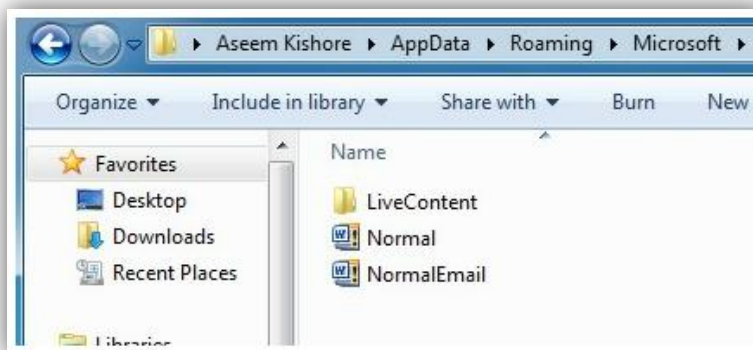 Aseem Kishore AppData Roaming Microsoft
Organize Include in library Share with Burn New
Favorites
Desktop
Downloads
Recent Places
Libraries
Name
LiveContent
Normal
NormalEmail